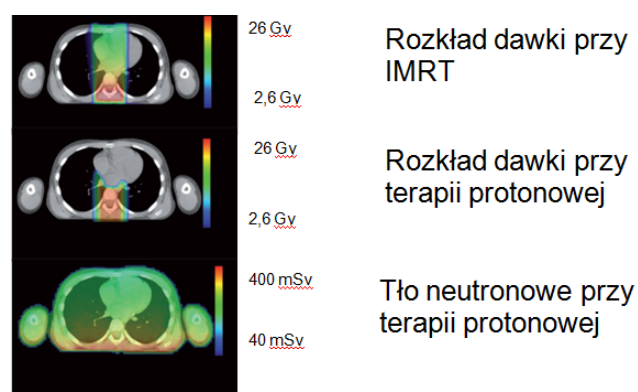 26 Gy
2,6 Gy
Rozkład dawki przy
IMRT
26 Gy
2,6 Gy
Rozkład dawki przy
terapii protonowej
400 mSv
40 mSv
Tło neutronowe przy
terapii protonowej